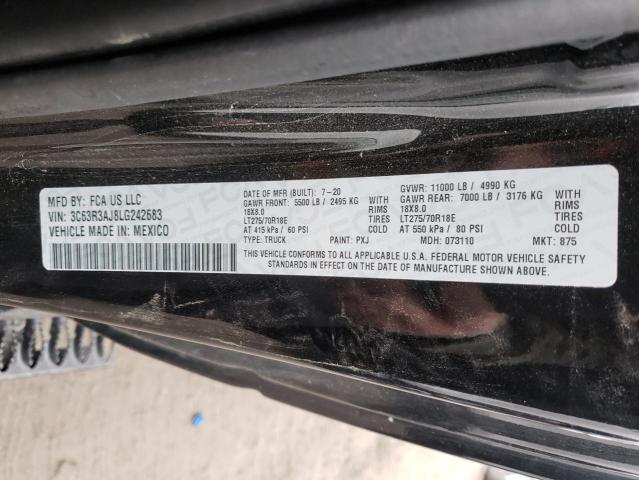 MFD BY: FCA US LLC
VIN: 3C63R3AJ8LG242683
VEHICLE MADE IN: MEXICO
DATE OF MFR (BUILT): 7-20
GAWR FRONT: 5500 LB / 2495 KG WITH
18X8.0 RIMS
LT275/70R18E TIRES
AT 415 kPa / 60 PSI COLD
GVWR: 11000 LB / 4990 KG
GAWR REAR: 7000 LB / 3176 KG WITH
18X8.0 RIMS
LT275/70R18E TIRES
AT 550 kPa / 80 PSI COLD
TYPE: TRUCK PAINT: PXJ MDH: 073110 MKT: 875
THIS VEHICLE CONFORMS TO ALL APPLICABLE U.S.A. FEDERAL MOTOR VEHICLE SAFETY
STANDARDS IN EFFECT ON THE DATE OF MANUFACTURE SHOWN ABOVE.